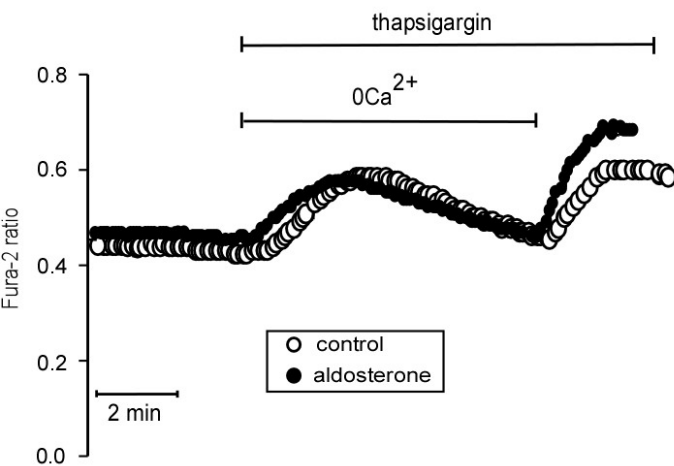 thapsigargin
0Ca2+
0.8
0.6
0.4
0.2
0.0
Fura-2 ratio
control
aldosterone
2 min